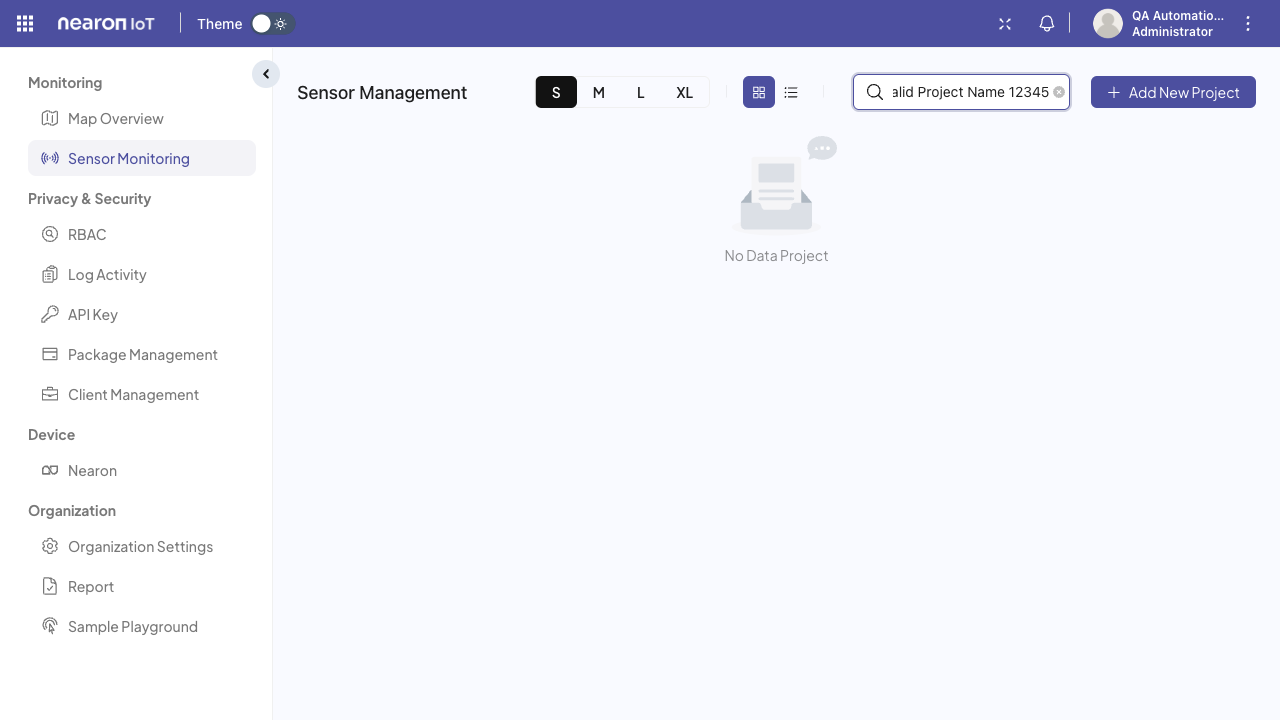 nearon IoT
Theme
QA Automatio...
Administrator
Monitoring
Map Overview
Sensor Monitoring
Privacy & Security
RBAC
Log Activity
API Key
Package Management
Client Management
Device
Nearon
Organization
Organization Settings
Report
Sample Playground
Sensor Management
S M L XL
alid Project Name 12345
Add New Project
No Data Project